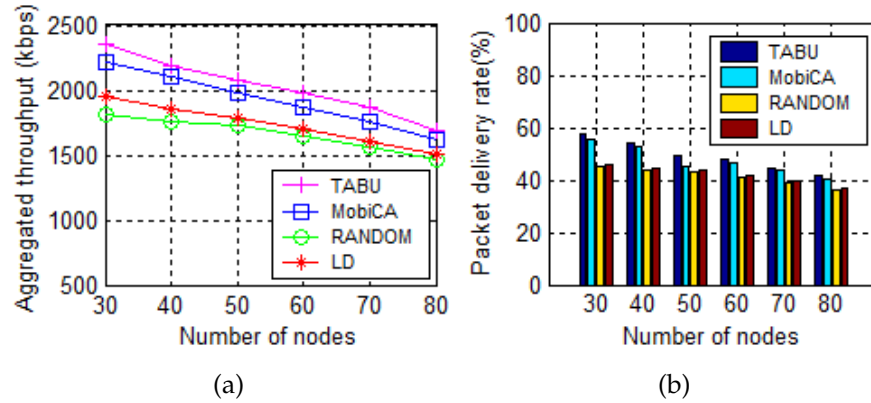 Aggregated throughput (kbps)
2500
2000
1500
1000
500
30 40 50 60 70 80
Number of nodes
TABU
MobiCA
RANDOM
LD
(a)
Packet delivery rate(%)
100
80
60
40
20
0
30 40 50 60 70 80
Number of nodes
TABU
MobiCA
RANDOM
LD
(b)